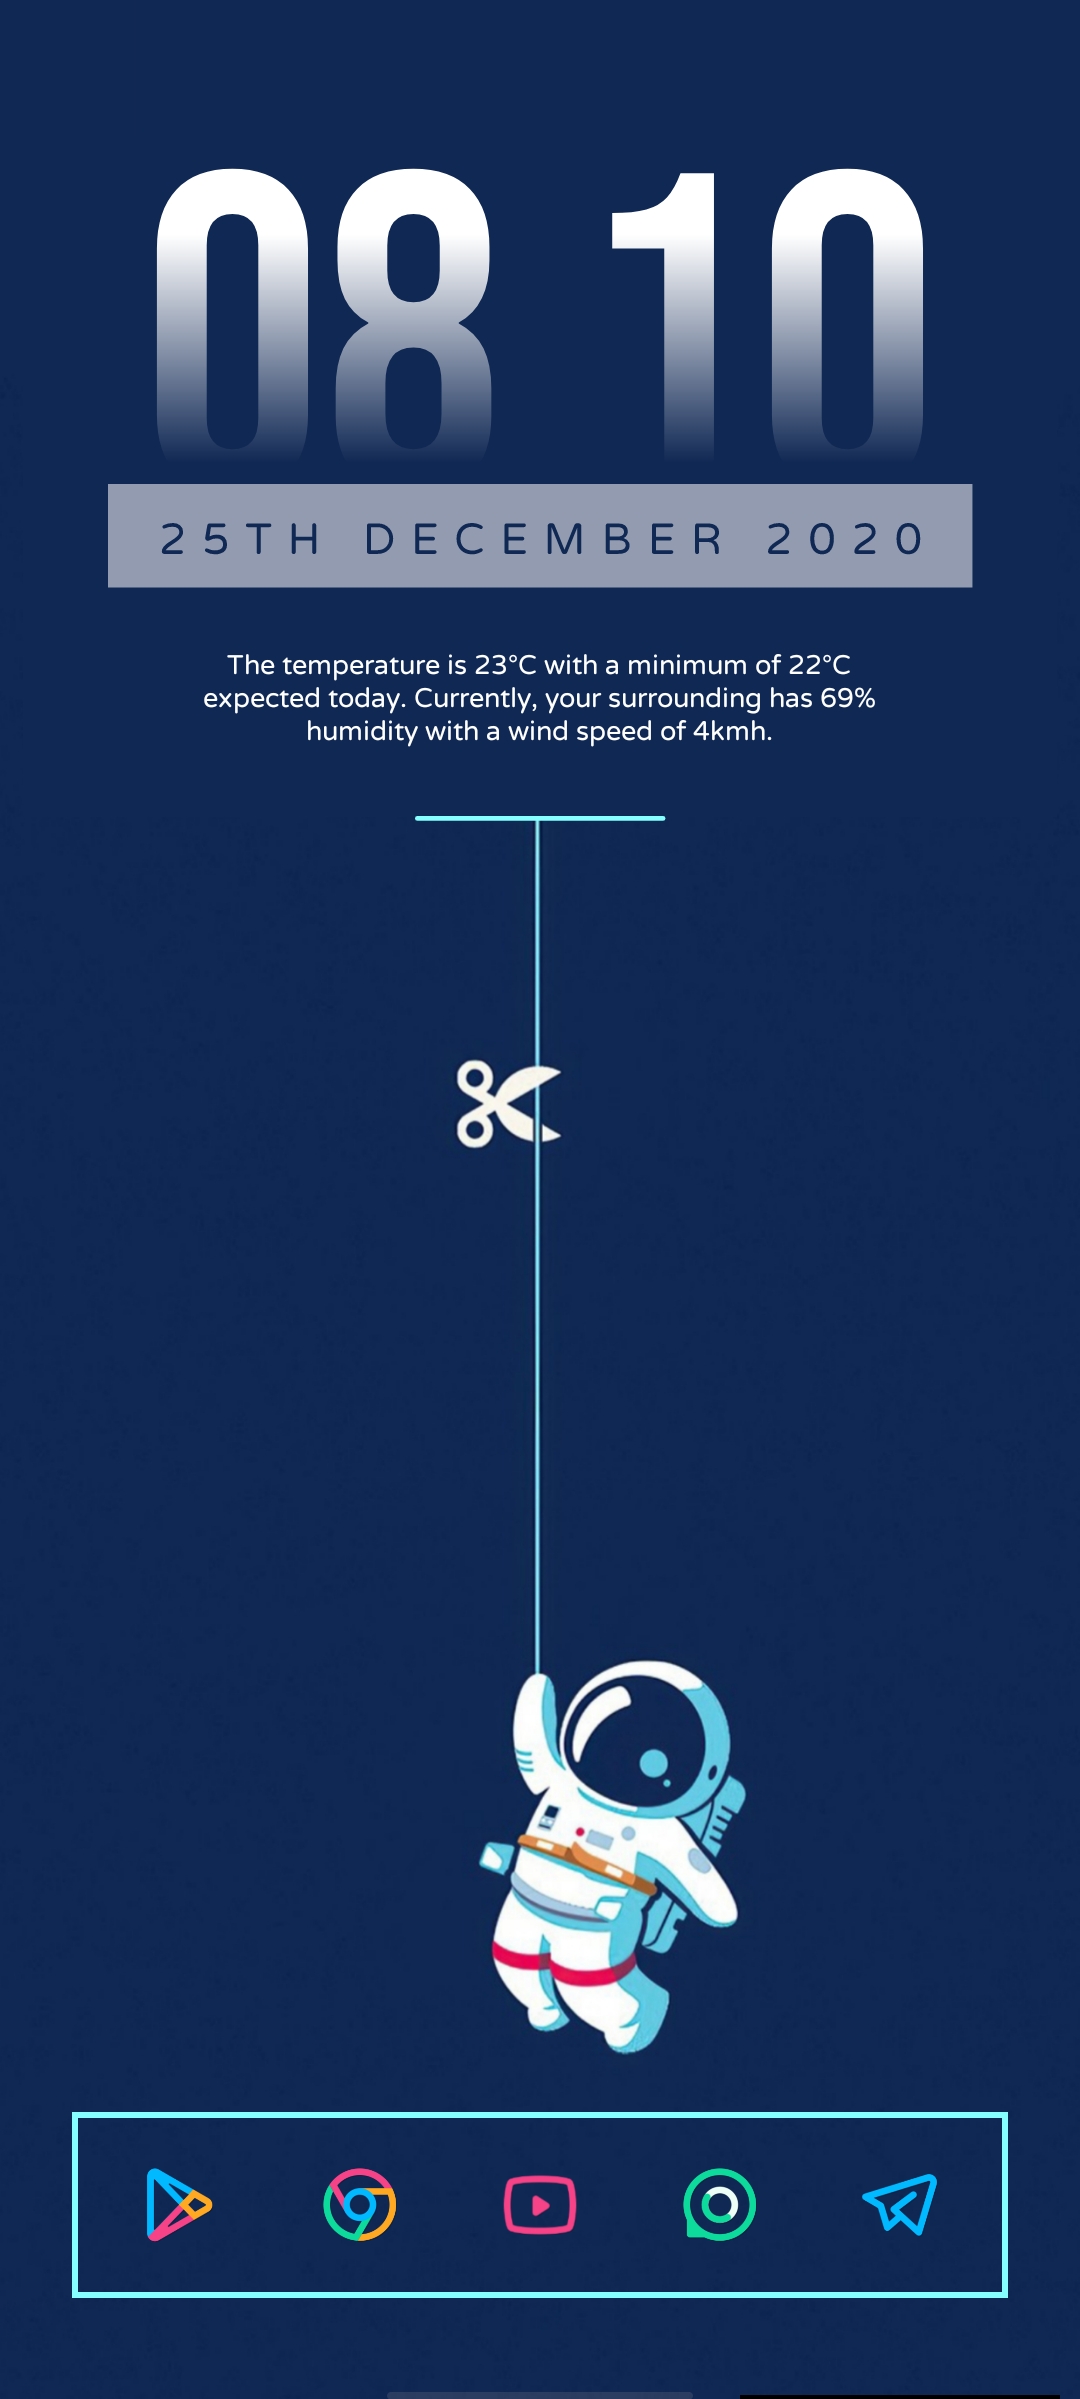 08 10
25TH DECEMBER 2020
The temperature is 23°C with a minimum of 22°C
expected today. Currently, your surrounding has 69%
humidity with a wind speed of 4kmh.